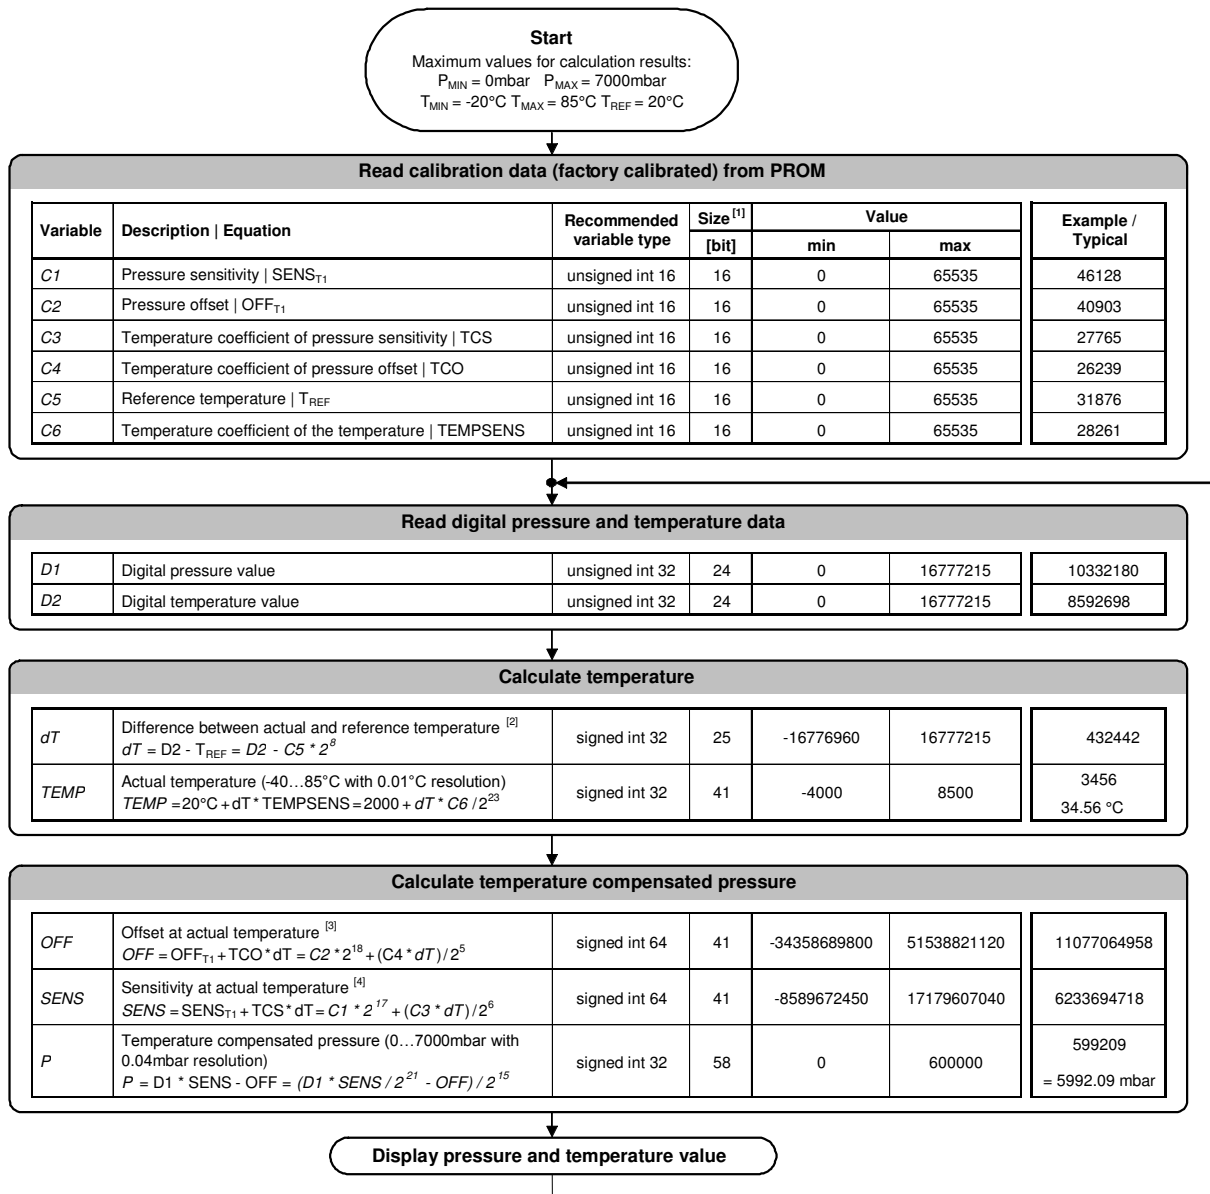 Start
Maximum values for calculation results:
P_MIN = 0mbar P_MAX = 7000mbar
T_MIN = -20°C T_MAX = 85°C T_REF = 20°C
Read calibration data (factory calibrated) from PROM
Variable Description | Equation Recommended variable type Size [1] [bit] Value min max Example / Typical
C1 Pressure sensitivity | SENS_T1 unsigned int 16 16 0 65535 46128
C2 Pressure offset | OFF_T1 unsigned int 16 16 0 65535 40903
C3 Temperature coefficient of pressure sensitivity | TCS unsigned int 16 16 0 65535 27765
C4 Temperature coefficient of pressure offset | TCO unsigned int 16 16 0 65535 26239
C5 Reference temperature | T_REF unsigned int 16 16 0 65535 31876
C6 Temperature coefficient of the temperature | TEMPSENS unsigned int 16 16 0 65535 28261
Read digital pressure and temperature data
D1 Digital pressure value unsigned int 32 24 0 16777215 10332180
D2 Digital temperature value unsigned int 32 24 0 16777215 8592698
Calculate temperature
Difference between actual and reference temperature [2]
dT dT = D2 - T_REF = D2 - C5 * 2^8 signed int 32 25 -16776960 16777215 432442
Actual temperature (-40…85°C with 0.01°C resolution) 3456
TEMP TEMP = 20°C + dT * TEMPSENS = 2000 + dT * C6 / 2^23 signed int 32 41 -4000 8500 34.56 °C
Calculate temperature compensated pressure
Offset at actual temperature [3]
OFF OFF = OFF_T1 + TCO * dT = C2 * 2^18 + (C4 * dT) / 2^5 signed int 64 41 -34358689800 51538821120 11077064958
Sensitivity at actual temperature [4]
SENS SENS = SENS_T1 + TCS * dT = C1 * 2^17 + (C3 * dT) / 2^6 signed int 64 41 -8589672450 17179607040 6233694718
Temperature compensated pressure (0…7000mbar with 599209
P 0.04mbar resolution) signed int 32 58 0 600000
P = D1 * SENS - OFF = (D1 * SENS / 2^21 - OFF) / 2^15 = 5992.09 mbar
Display pressure and temperature value